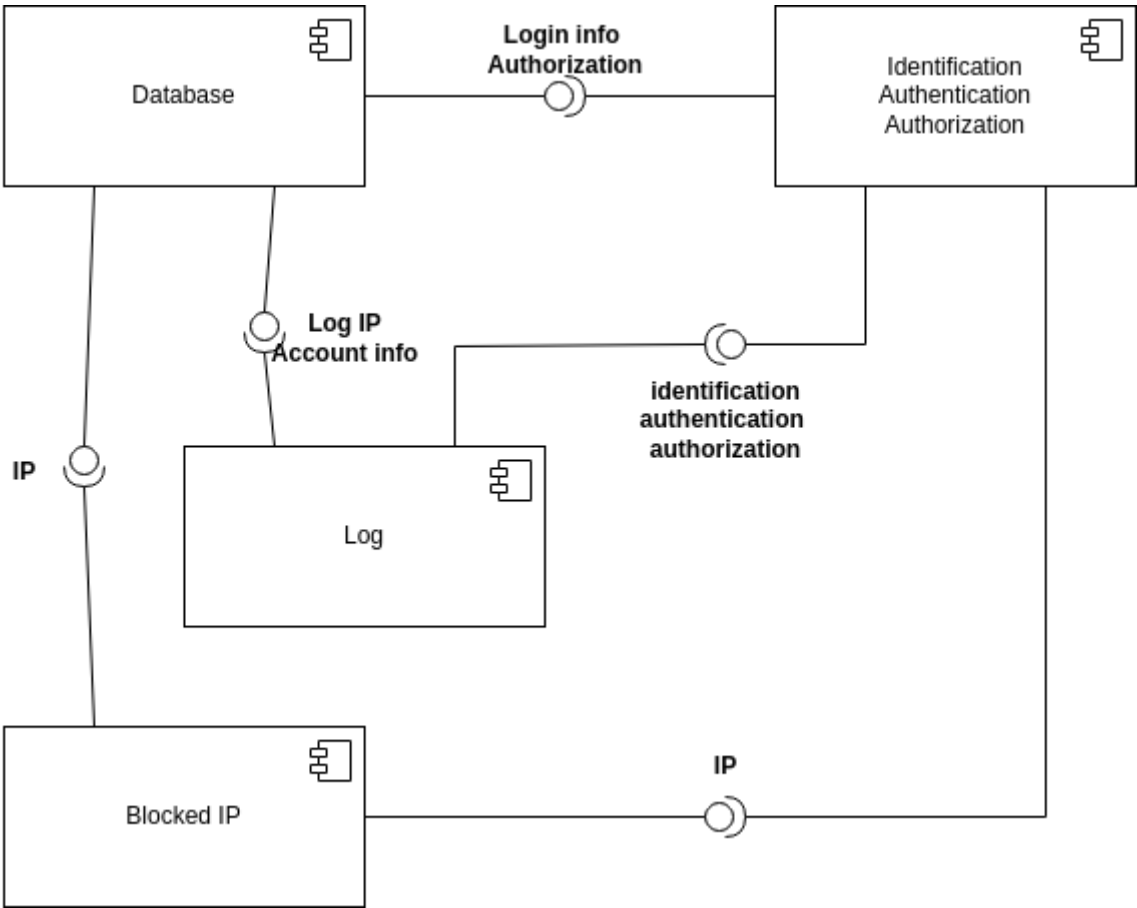 Login info
Authorization
Database
Identification
Authentication
Authorization
Log IP
Account info
identification
authentication
authorization
IP
Log
IP
Blocked IP